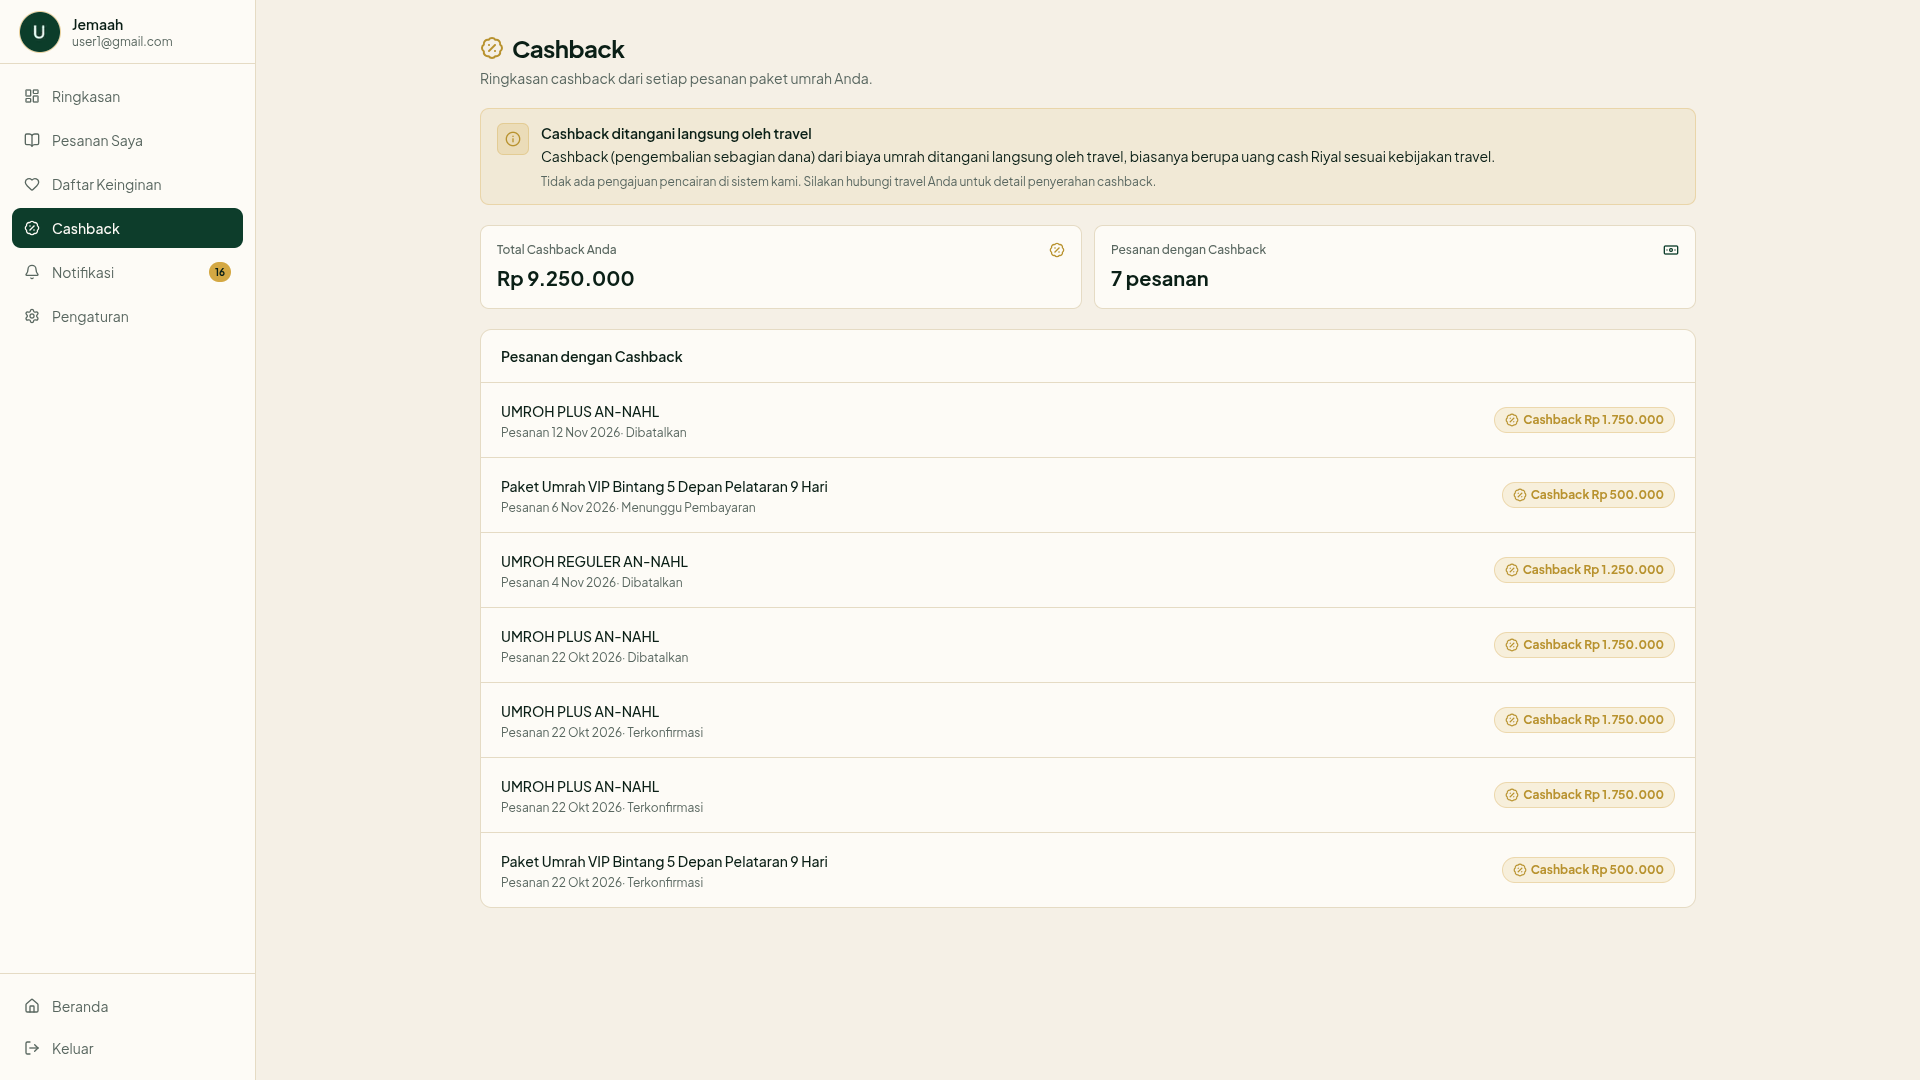 U
Jemaah
user1@gmail.com
Ringkasan
Pesanan Saya
Daftar Keinginan
Cashback
Notifikasi
16
Pengaturan
Beranda
Keluar
Cashback
Ringkasan cashback dari setiap pesanan paket umrah Anda.
Cashback ditangani langsung oleh travel
Cashback (pengembalian sebagian dana) dari biaya umrah ditangani langsung oleh travel, biasanya berupa uang cash Riyal sesuai kebijakan travel.
Tidak ada pengajuan pencairan di sistem kami. Silakan hubungi travel Anda untuk detail penyerahan cashback.
Total Cashback Anda
Rp 9.250.000
Pesanan dengan Cashback
7 pesanan
Pesanan dengan Cashback
UMROH PLUS AN-NAHL
Pesanan 12 Nov 2026· Dibatalkan
Cashback Rp 1.750.000
Paket Umrah VIP Bintang 5 Depan Pelataran 9 Hari
Pesanan 6 Nov 2026· Menunggu Pembayaran
Cashback Rp 500.000
UMROH REGULER AN-NAHL
Pesanan 4 Nov 2026· Dibatalkan
Cashback Rp 1.250.000
UMROH PLUS AN-NAHL
Pesanan 22 Okt 2026· Dibatalkan
Cashback Rp 1.750.000
UMROH PLUS AN-NAHL
Pesanan 22 Okt 2026· Terkonfirmasi
Cashback Rp 1.750.000
UMROH PLUS AN-NAHL
Pesanan 22 Okt 2026· Terkonfirmasi
Cashback Rp 1.750.000
Paket Umrah VIP Bintang 5 Depan Pelataran 9 Hari
Pesanan 22 Okt 2026· Terkonfirmasi
Cashback Rp 500.000